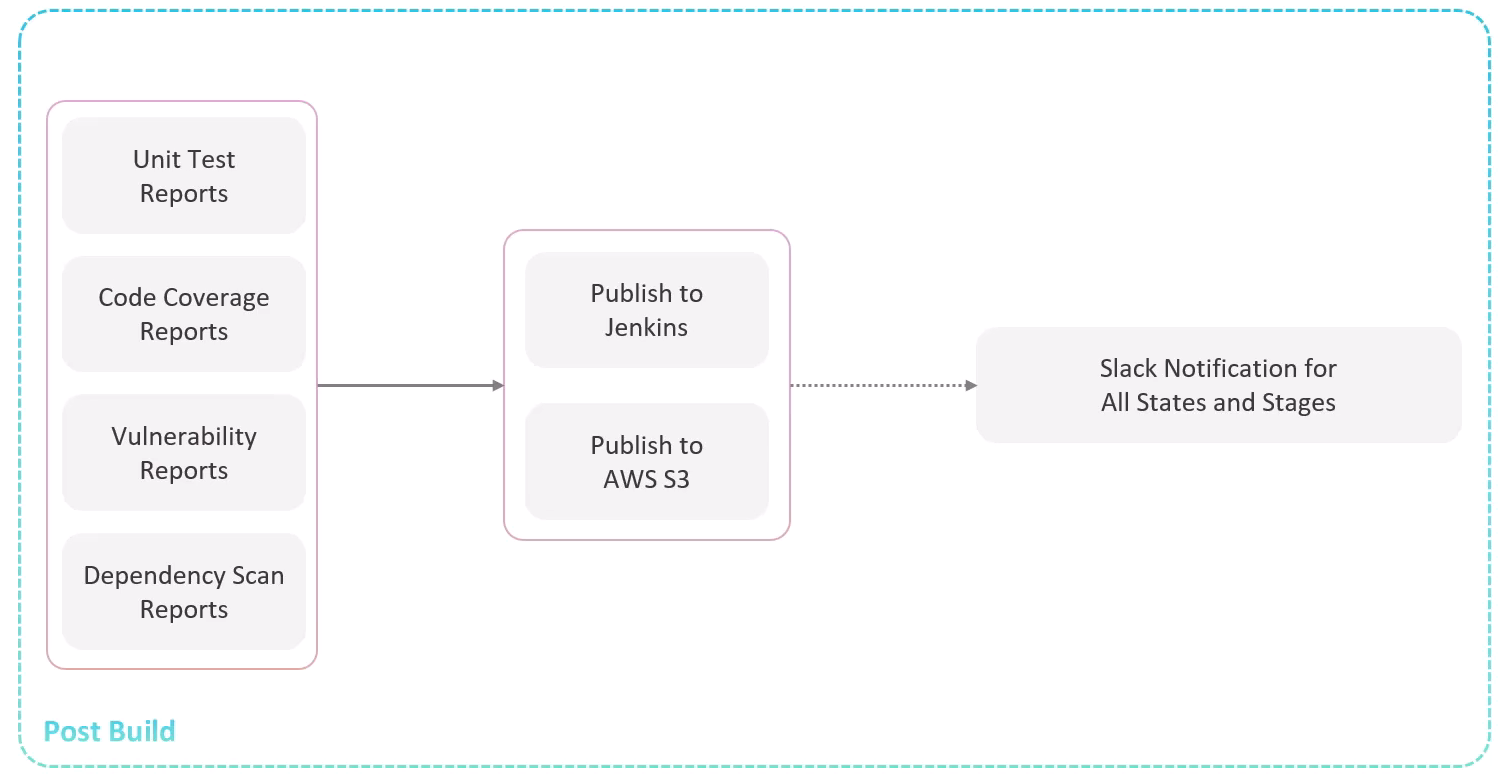 Unit Test
Reports
Code Coverage
Reports
Vulnerability
Reports
Dependency Scan
Reports
Publish to
Jenkins
Publish to
AWS S3
Slack Notification for
All States and Stages
Post Build